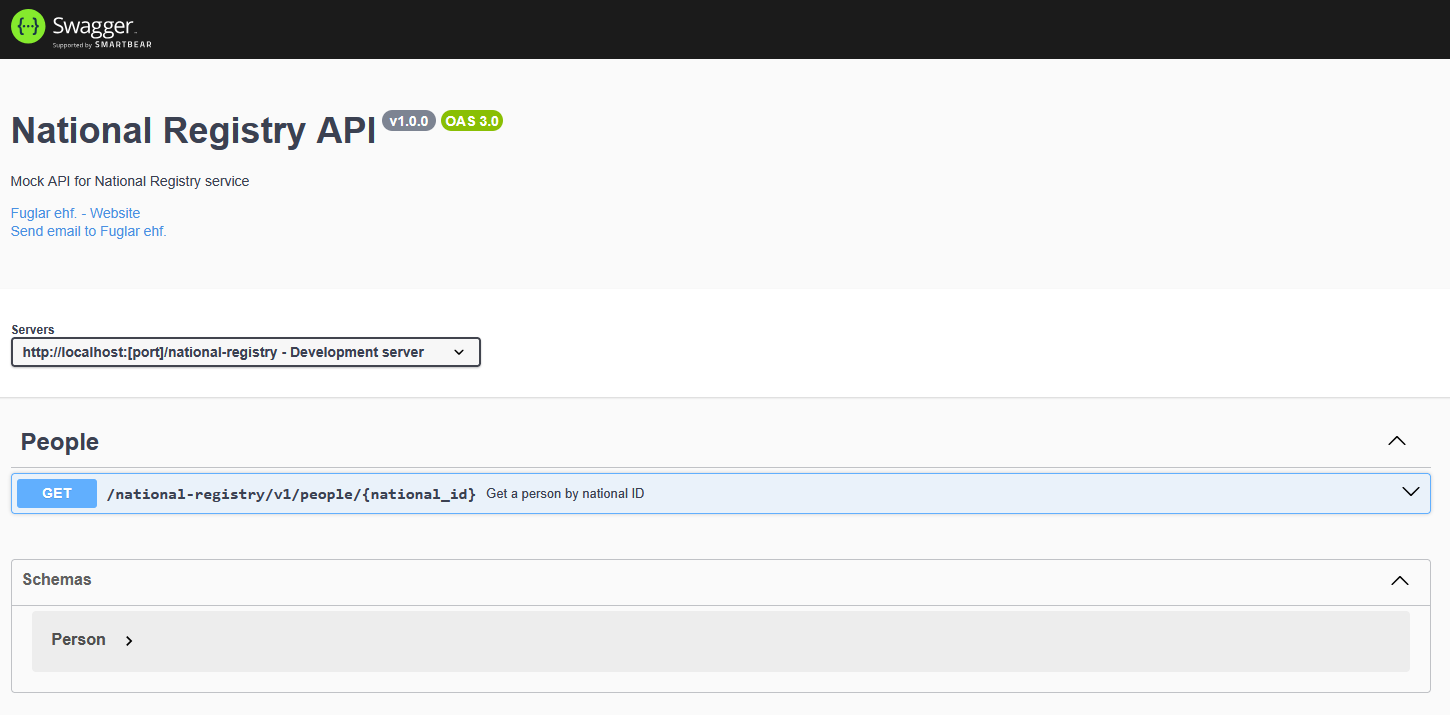 {···} Swagger
Supported by SMARTBEAR
National Registry API v1.0.0 OAS 3.0
Mock API for National Registry service
Fuglar ehf. - Website
Send email to Fuglar ehf.
Servers
http://localhost:[port]/national-registry - Development server
People
GET /national-registry/v1/people/{national_id} Get a person by national ID
Schemas
Person